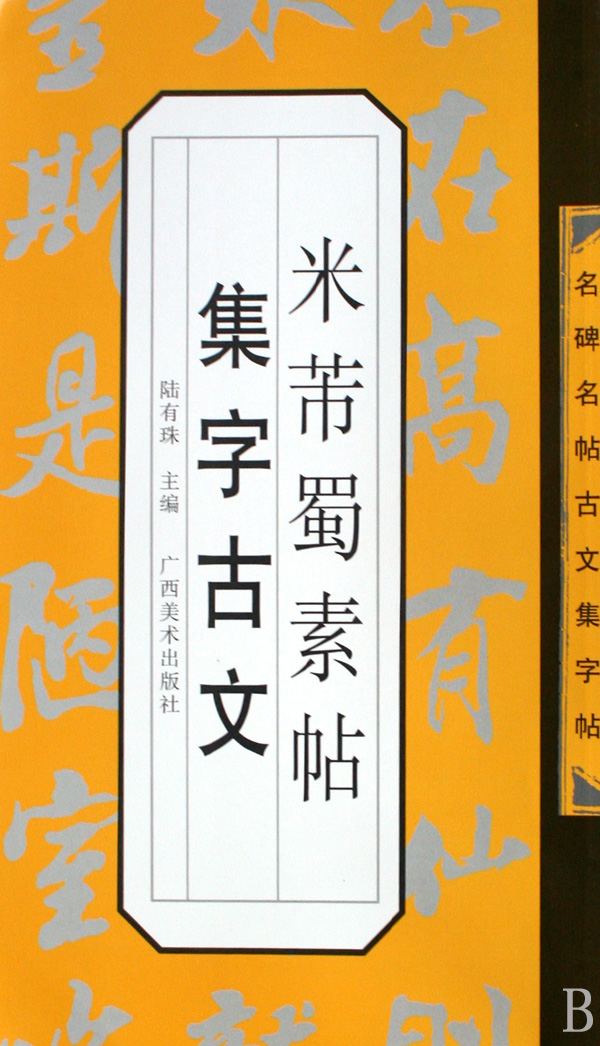 名碑名帖古文集字帖
米芾蜀素帖
集字古文
陆有珠 主编 广西美术出版社
在高有仙则
斯是陋室
B